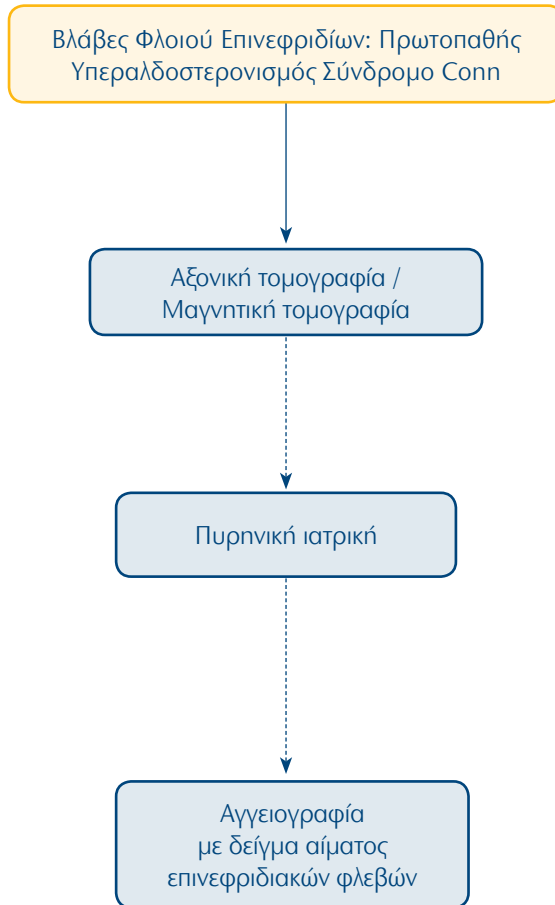 Βλάβες Φλοιού Επινεφριδίων: Πρωτοπαθής
Υπεραλδοστερονισμός Σύνδρομο Conn
Αξονική τομογραφία /
Μαγνητική τομογραφία
Πυρηνική ιατρική
Αγγειογραφία
με δείγμα αίματος
επινεφριδιακών φλεβών